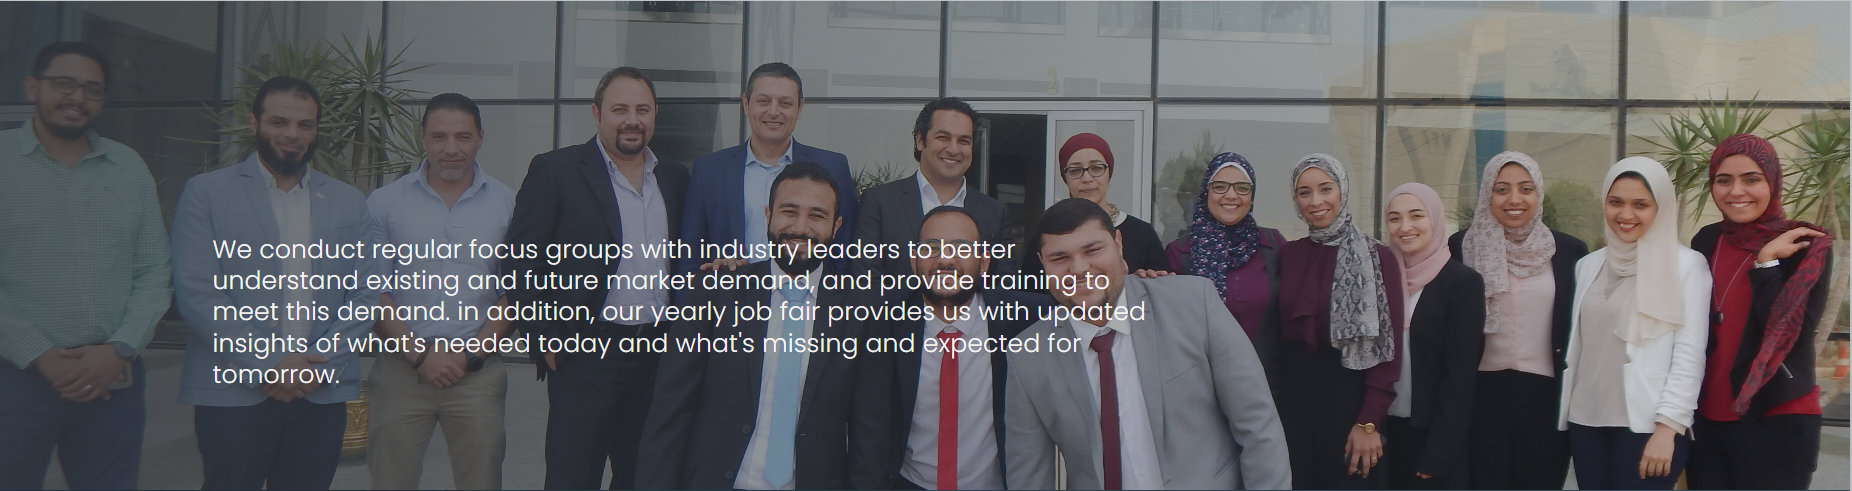 We conduct regular focus groups with industry leaders to better
understand existing and future market demand, and provide training to
meet this demand. in addition, our yearly job fair provides us with updated
insights of what's needed today and what's missing and expected for
tomorrow.